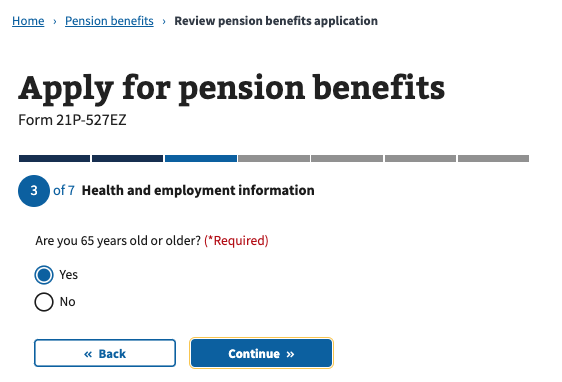 Home › Pension benefits › Review pension benefits application
Apply for pension benefits
Form 21P-527EZ
3 of 7 Health and employment information
Are you 65 years old or older? (*Required)
Yes
No
« Back
Continue »